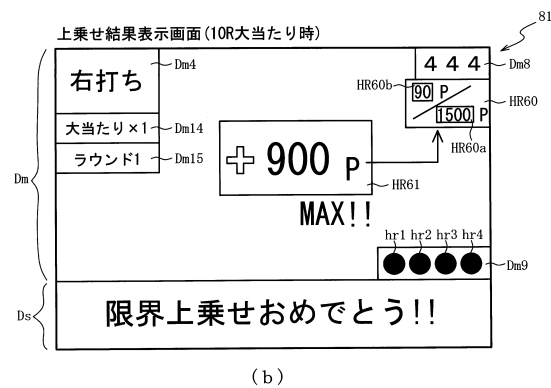 上乗せ結果表示画面(10R大当たり時)
81
右打ち
Dm4
4 4 4
Dm8
HR60b
90 P
HR60
1500 P
HR60a
大当たり×1
Dm14
ラウンド1
Dm15
Dm
+900 P
HR61
MAX!!
hr1 hr2 hr3 hr4
Dm9
Ds
限界上乗せおめでとう!!
(b)